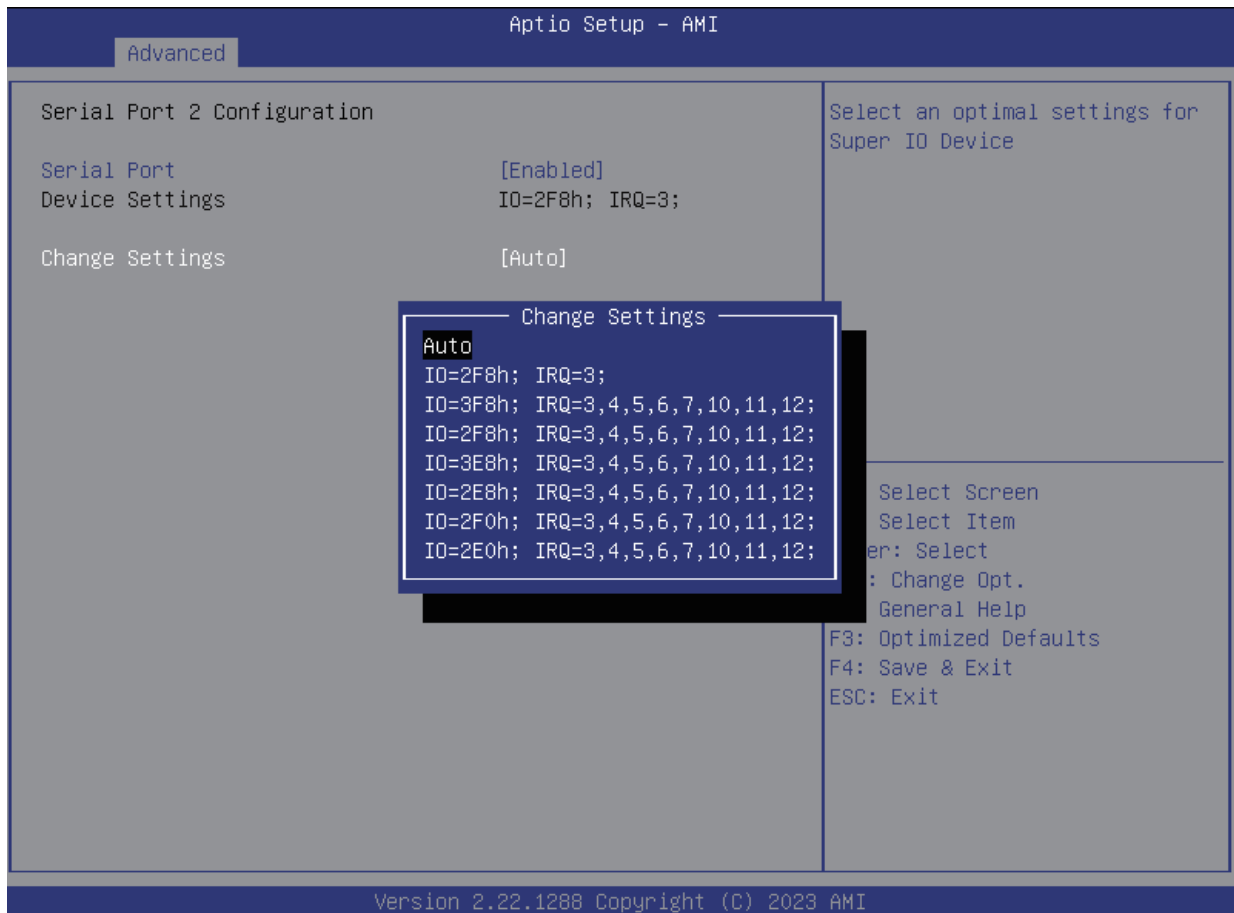 Aptio Setup – AMI
Advanced
Serial Port 2 Configuration
Serial Port [Enabled]
Device Settings IO=2F8h; IRQ=3;
Change Settings [Auto]
Select an optimal settings for
Super IO Device
Change Settings
Auto
IO=2F8h; IRQ=3;
IO=3F8h; IRQ=3,4,5,6,7,10,11,12;
IO=2F8h; IRQ=3,4,5,6,7,10,11,12;
IO=3E8h; IRQ=3,4,5,6,7,10,11,12;
IO=2E8h; IRQ=3,4,5,6,7,10,11,12;
IO=2F0h; IRQ=3,4,5,6,7,10,11,12;
IO=2E0h; IRQ=3,4,5,6,7,10,11,12;
Select Screen
Select Item
er: Select
: Change Opt.
General Help
F3: Optimized Defaults
F4: Save & Exit
ESC: Exit
Version 2.22.1288 Copyright (C) 2023 AMI